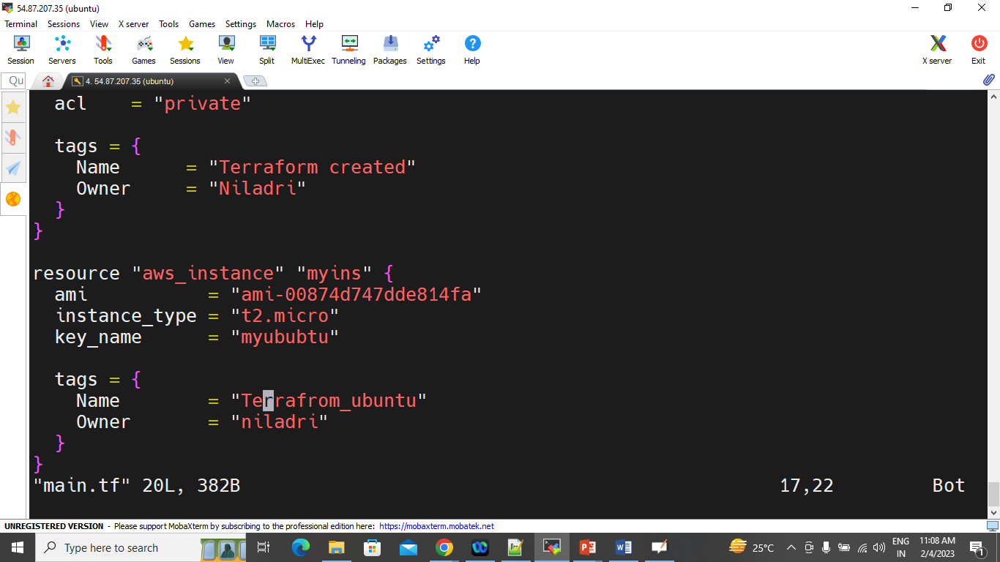 54.87.207.35 (ubuntu)
Terminal Sessions View X server Tools Games Settings Macros Help
Session Servers Tools Games Sessions View Split MultiExec Tunneling Packages Settings Help X server Exit
Qu 4. 54.87.207.35 (ubuntu)
  acl    = "private"

  tags = {
    Name      = "Terraform created"
    Owner     = "Niladri"
  }
}

resource "aws_instance" "myins" {
  ami           = "ami-00874d747dde814fa"
  instance_type = "t2.micro"
  key_name      = "myububtu"

  tags = {
    Name        = "Terrafrom_ubuntu"
    Owner       = "niladri"
  }
}
"main.tf" 20L, 382B 17,22 Bot
UNREGISTERED VERSION - Please support MobaXterm by subscribing to the professional edition here: https://mobaxterm.mobatek.net
Type here to search 25°C ENG 11:08 AM
IN 2/4/2023 1